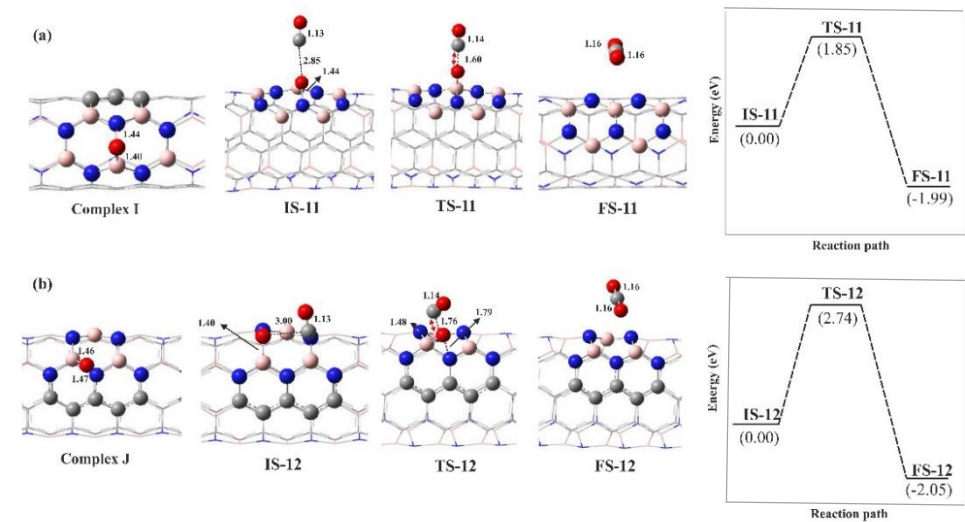 (a)
1.44
1.40
Complex I
1.13
2.85
1.44
IS-11
1.14
1.60
TS-11
1.16
1.16
FS-11
Energy (eV)
TS-11
(1.85)
IS-11
(0.00)
FS-11
(-1.99)
Reaction path
(b)
1.46
1.47
Complex J
1.40
3.00
1.13
IS-12
1.14
1.76
1.79
1.48
TS-12
1.16
1.16
FS-12
Energy (eV)
TS-12
(2.74)
IS-12
(0.00)
FS-12
(-2.05)
Reaction path